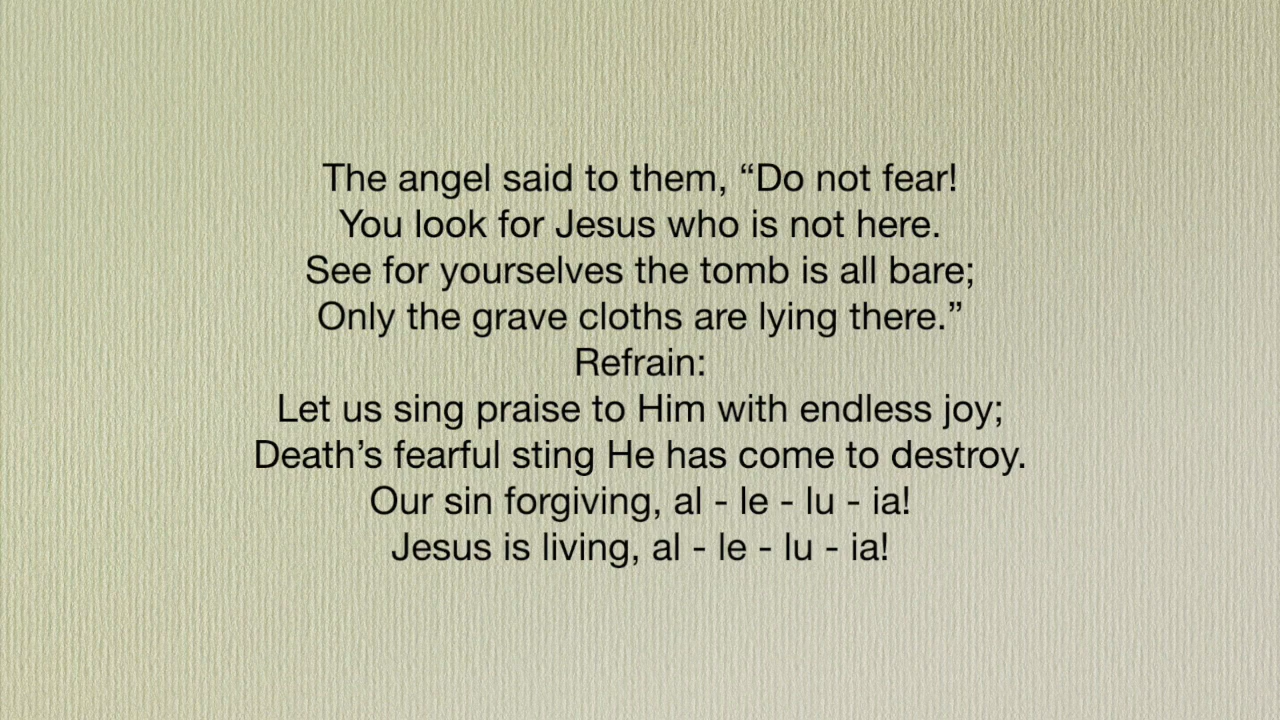 The angel said to them, “Do not fear!
You look for Jesus who is not here.
See for yourselves the tomb is all bare;
Only the grave cloths are lying there.”
Refrain:
Let us sing praise to Him with endless joy;
Death’s fearful sting He has come to destroy.
Our sin forgiving, al - le - lu - ia!
Jesus is living, al - le - lu - ia!